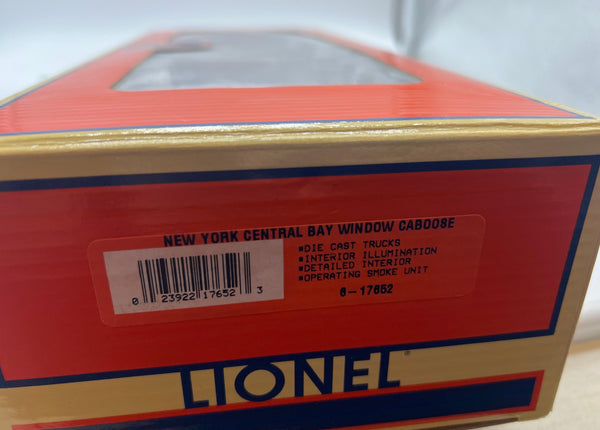 NEW YORK CENTRAL BAY WINDOW CABOOSE
▪DIE CAST TRUCKS
▪INTERIOR ILLUMINATION
▪DETAILED INTERIOR
▪OPERATING SMOKE UNIT
0 23922 17652 3
6-17652
LIONEL®